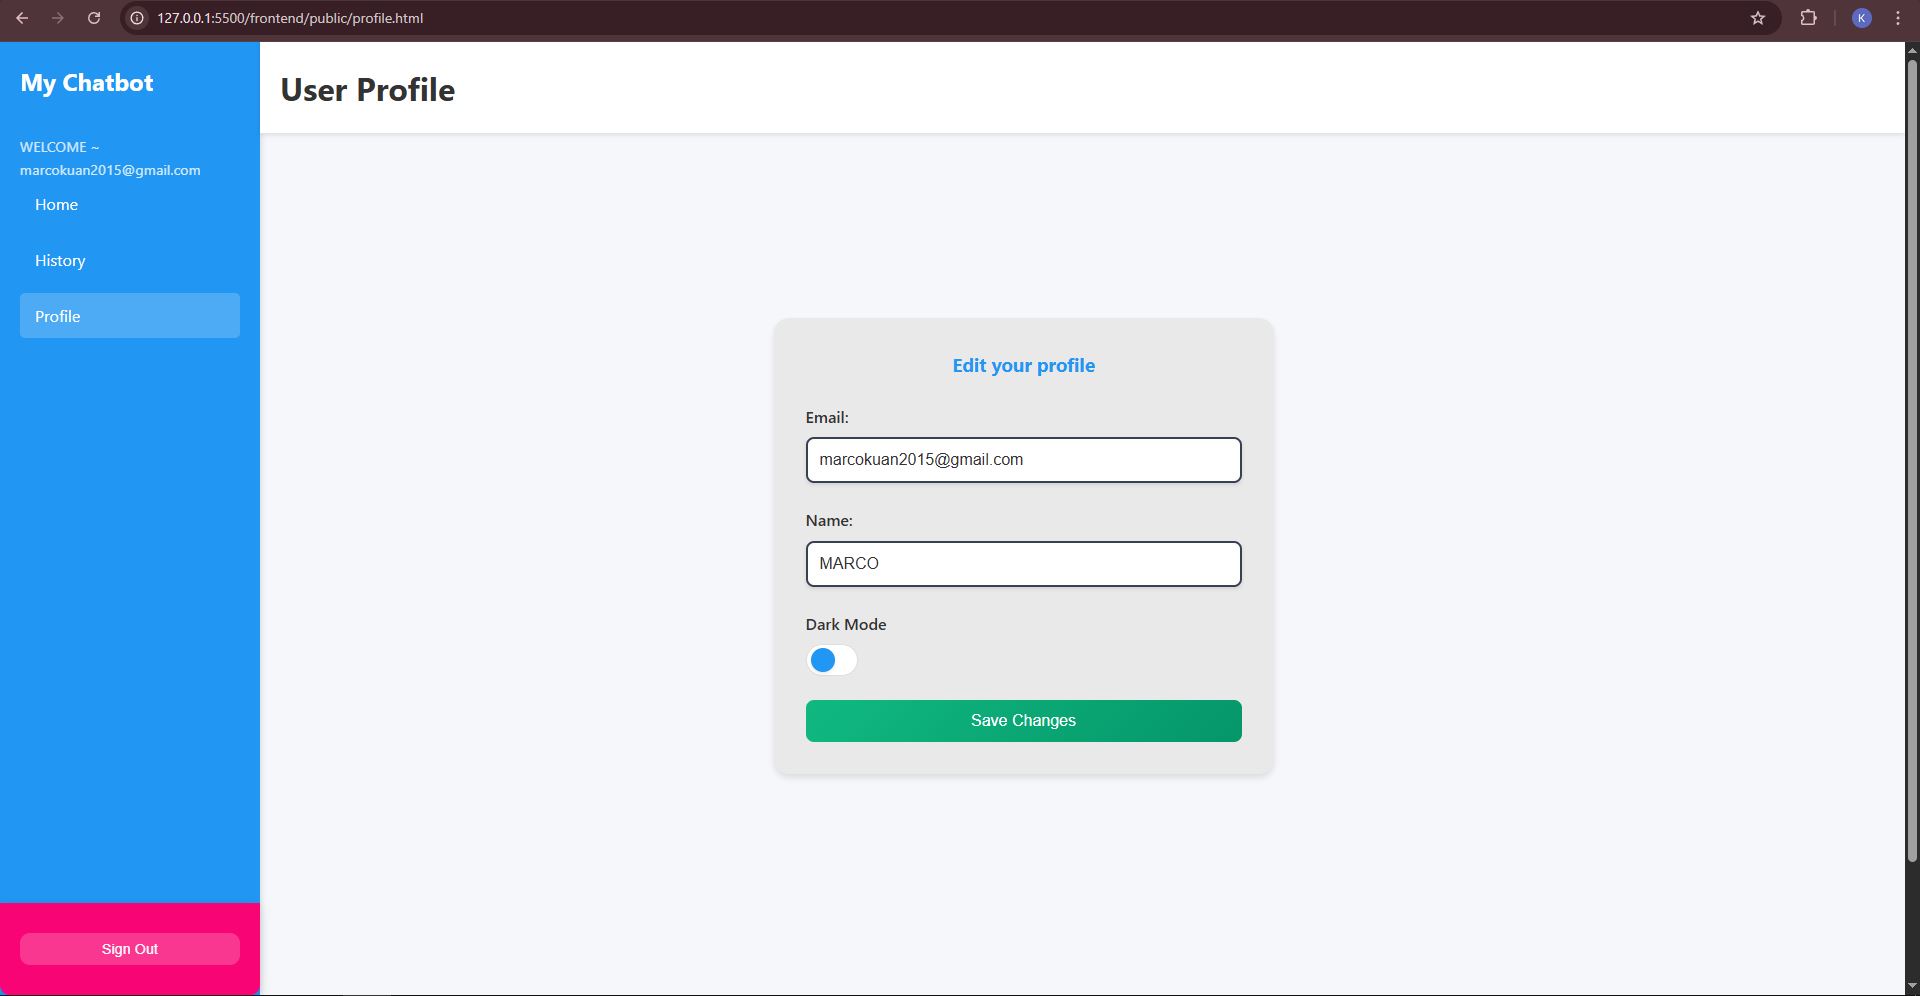 127.0.0.1:5500/frontend/public/profile.html
K
My Chatbot
WELCOME ~
marcokuan2015@gmail.com
Home
History
Profile
Sign Out
User Profile
Edit your profile
Email:
marcokuan2015@gmail.com
Name:
MARCO
Dark Mode
Save Changes